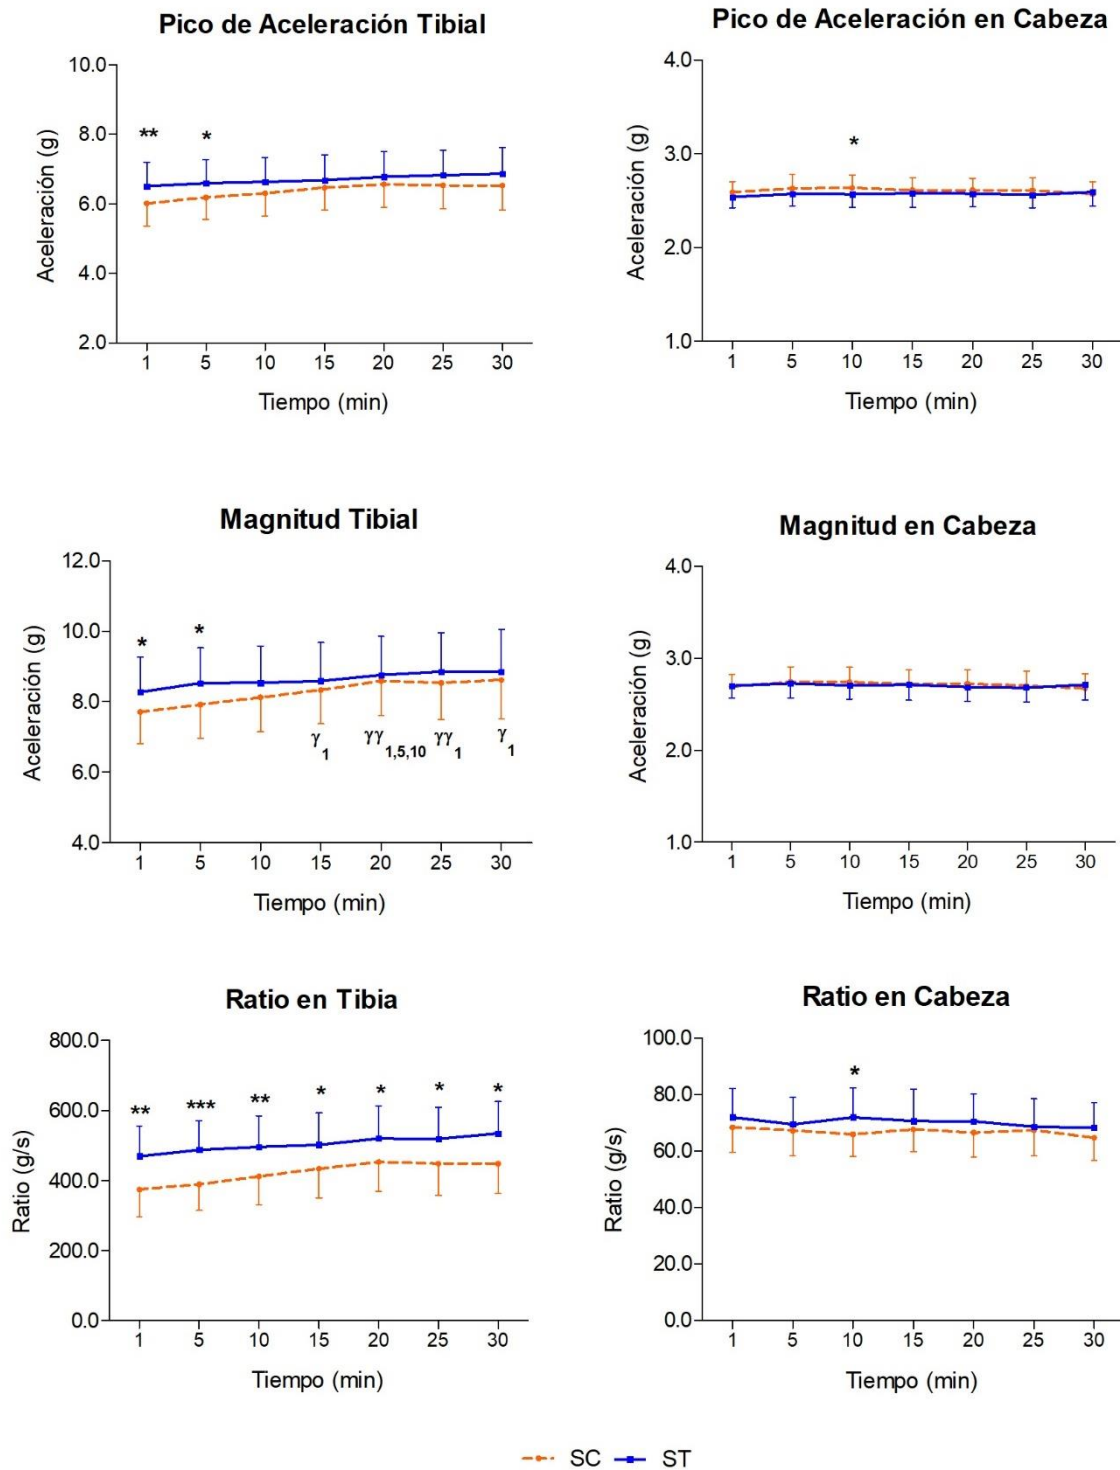 Pico de Aceleración Tibial
10.0
8.0
6.0
4.0
2.0
Aceleración (g)
** *
1 5 10 15 20 25 30
Tiempo (min)
Pico de Aceleración en Cabeza
4.0
3.0
2.0
1.0
Aceleración (g)
*
1 5 10 15 20 25 30
Tiempo (min)
Magnitud Tibial
12.0
10.0
8.0
6.0
4.0
Aceleración (g)
* *
γ1 γγ1,5,10 γγ1 γ1
1 5 10 15 20 25 30
Tiempo (min)
Magnitud en Cabeza
4.0
3.0
2.0
1.0
Aceleración (g)
1 5 10 15 20 25 30
Tiempo (min)
Ratio en Tibia
800.0
600.0
400.0
200.0
0.0
Ratio (g/s)
** *** ** * * * *
1 5 10 15 20 25 30
Tiempo (min)
Ratio en Cabeza
100.0
80.0
60.0
40.0
20.0
0.0
Ratio (g/s)
*
1 5 10 15 20 25 30
Tiempo (min)
SC ST